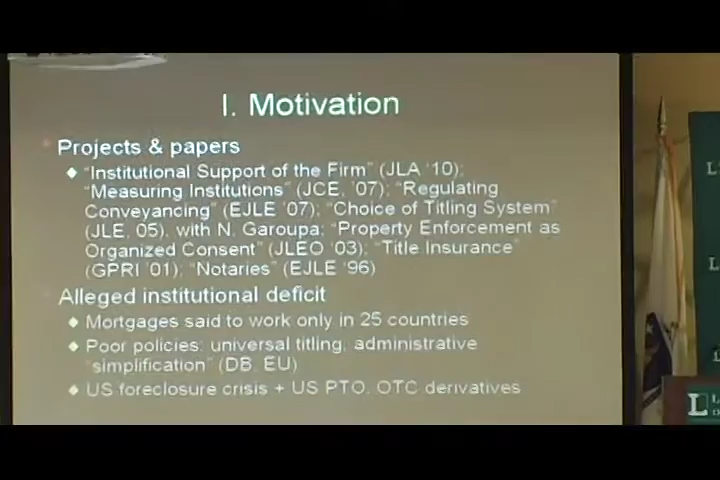 I. Motivation
Projects & papers
"Institutional Support of the Firm" (JLA '10);
"Measuring Institutions" (JCE, '07); "Regulating
Conveyancing" (EJLE '07); "Choice of Titling System"
(JLE, 05), with N. Garoupa; "Property Enforcement as
Organized Consent" (JLEO '03); "Title Insurance"
(GPRI '01); "Notaries" (EJLE '96)
Alleged institutional deficit
Mortgages said to work only in 25 countries
Poor policies: universal titling, administrative
"simplification" (DB, EU)
US foreclosure crisis + US PTO, OTC derivatives
L